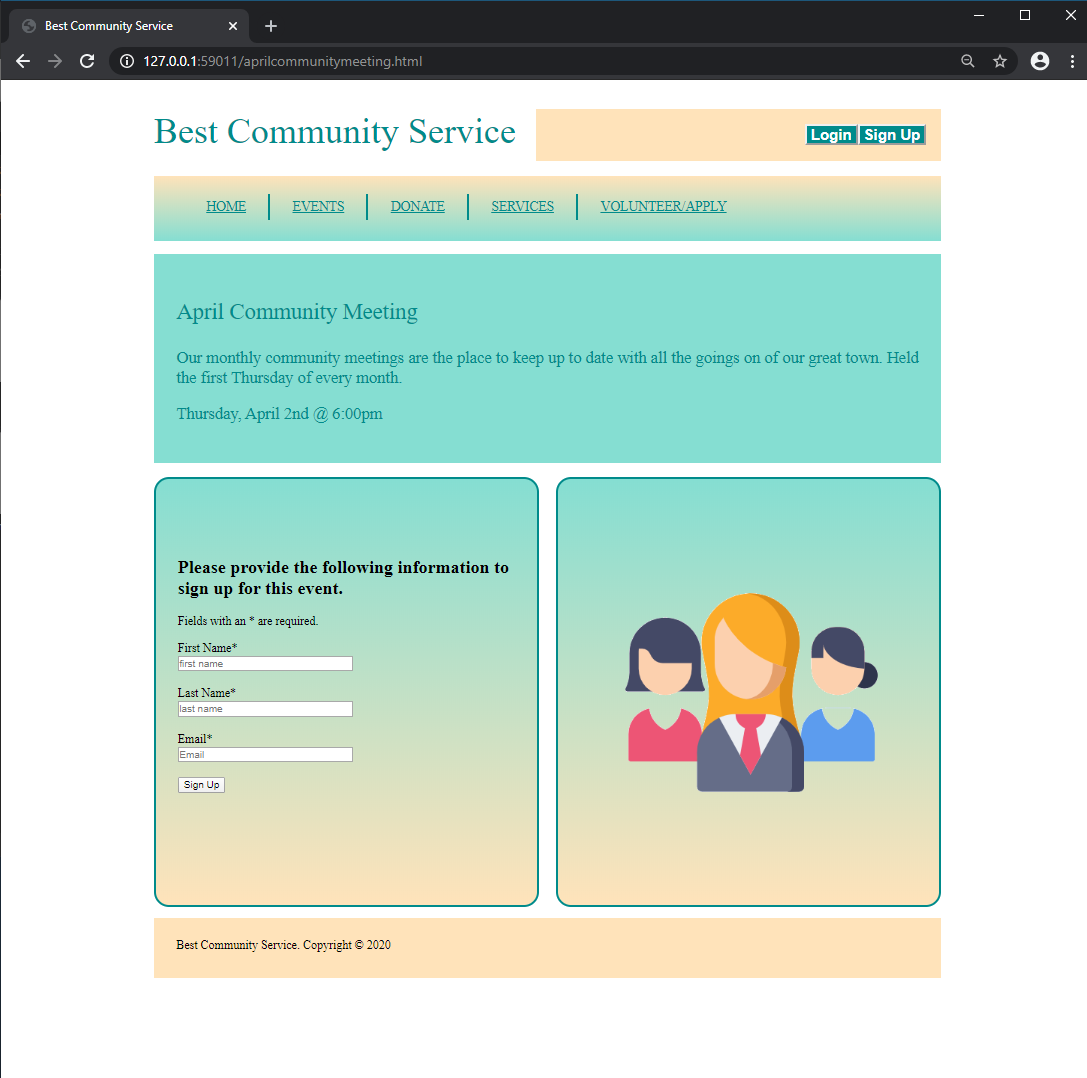 Best Community Service
127.0.0.1:59011/aprilcommunitymeeting.html
Best Community Service
Login Sign Up
HOME EVENTS DONATE SERVICES VOLUNTEER/APPLY
April Community Meeting
Our monthly community meetings are the place to keep up to date with all the goings on of our great town. Held
the first Thursday of every month.
Thursday, April 2nd @ 6:00pm
Please provide the following information to
sign up for this event.
Fields with an * are required.
First Name*
first name
Last Name*
last name
Email*
Email
Sign Up
Best Community Service. Copyright © 2020